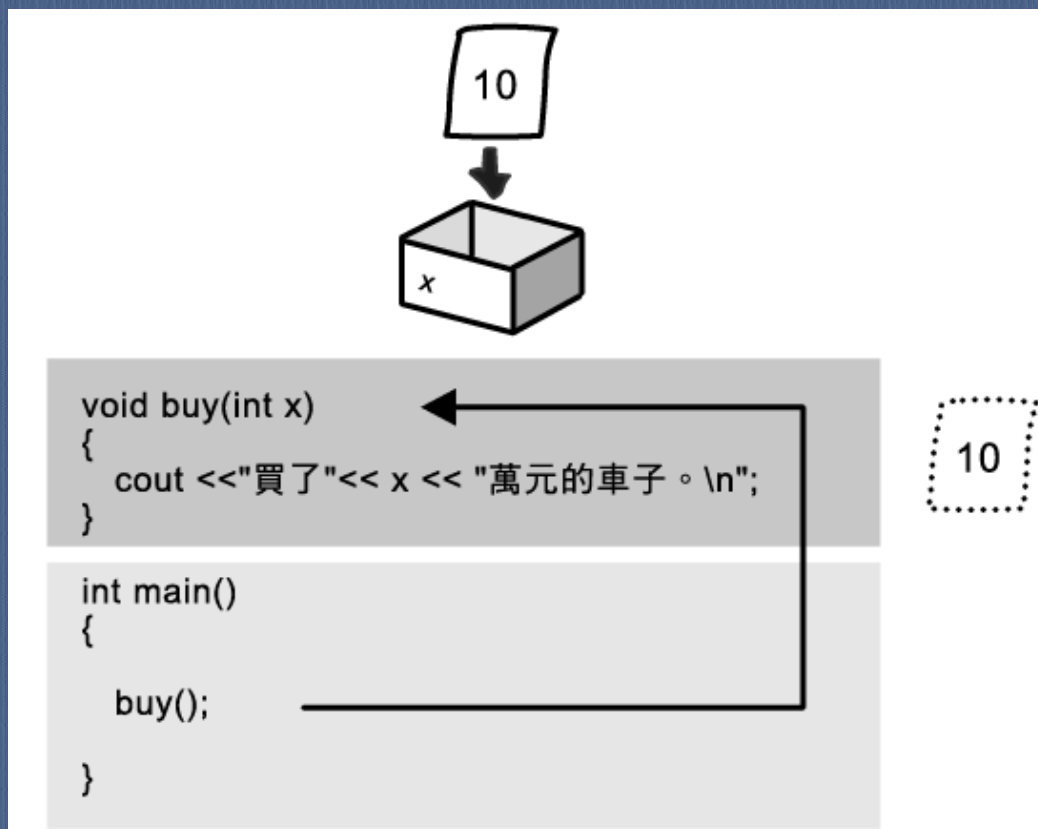 10
x
void buy(int x)
{
cout <<"買了"<< x << "萬元的車子。\n";
}
10
int main()
{
buy();
}